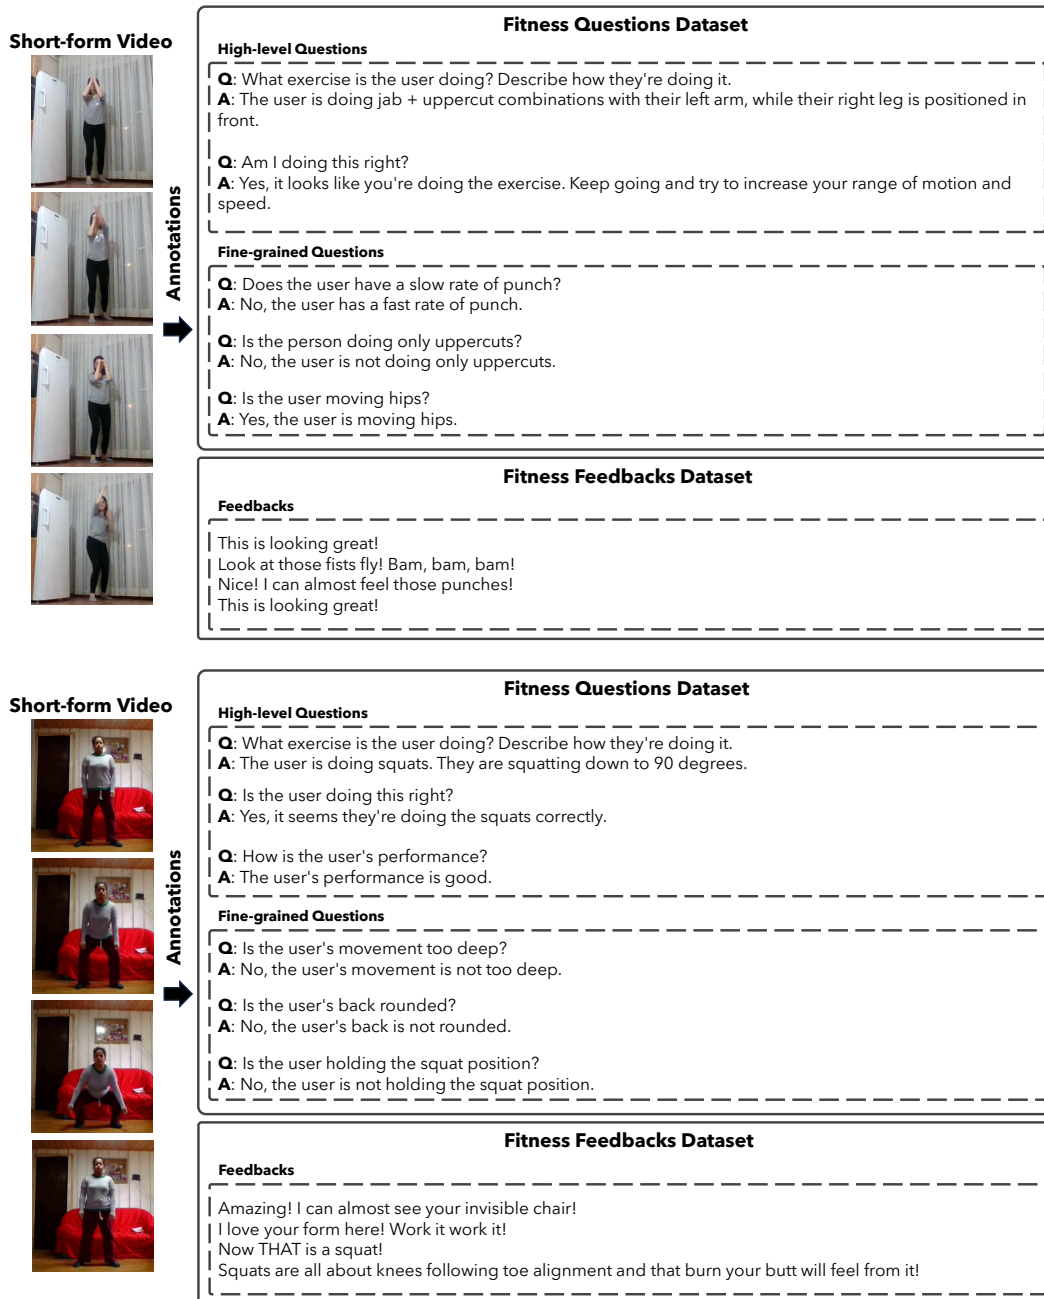 Short-form Video
Annotations
Fitness Questions Dataset
High-level Questions
Q: What exercise is the user doing? Describe how they're doing it.
A: The user is doing jab + uppercut combinations with their left arm, while their right leg is positioned in
front.
Q: Am I doing this right?
A: Yes, it looks like you're doing the exercise. Keep going and try to increase your range of motion and
speed.
Fine-grained Questions
Q: Does the user have a slow rate of punch?
A: No, the user has a fast rate of punch.
Q: Is the person doing only uppercuts?
A: No, the user is not doing only uppercuts.
Q: Is the user moving hips?
A: Yes, the user is moving hips.
Fitness Feedbacks Dataset
Feedbacks
This is looking great!
Look at those fists fly! Bam, bam, bam!
Nice! I can almost feel those punches!
This is looking great!
Short-form Video
Annotations
Fitness Questions Dataset
High-level Questions
Q: What exercise is the user doing? Describe how they're doing it.
A: The user is doing squats. They are squatting down to 90 degrees.
Q: Is the user doing this right?
A: Yes, it seems they're doing the squats correctly.
Q: How is the user's performance?
A: The user's performance is good.
Fine-grained Questions
Q: Is the user's movement too deep?
A: No, the user's movement is not too deep.
Q: Is the user's back rounded?
A: No, the user's back is not rounded.
Q: Is the user holding the squat position?
A: No, the user is not holding the squat position.
Fitness Feedbacks Dataset
Feedbacks
Amazing! I can almost see your invisible chair!
I love your form here! Work it work it!
Now THAT is a squat!
Squats are all about knees following toe alignment and that burn your butt will feel from it!